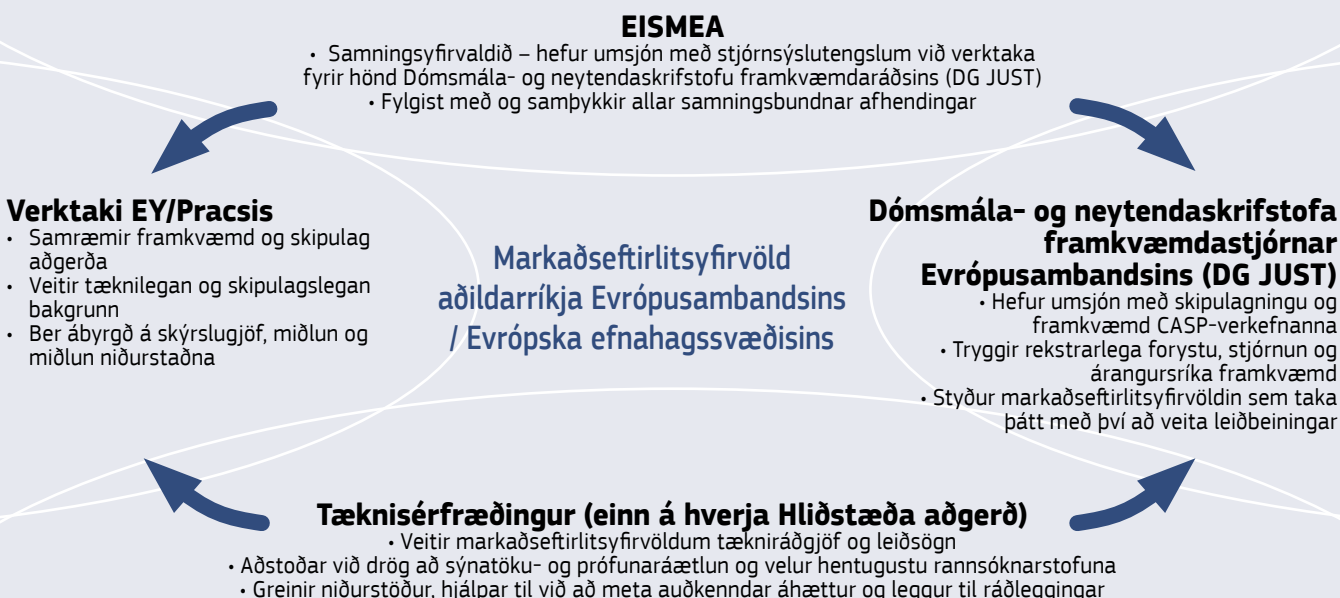 EISMEA
• Samningsyfirvaldið – hefur umsjón með stjórnsýslutengslum við verktaka
fyrir hönd Dómsmála- og neytendaskrifstofu framkvæmdaráðsins (DG JUST)
• Fylgist með og samþykkir allar samningsbundnar afhendingar
Verktaki EY/Pracsis
• Samræmir framkvæmd og skipulag
aðgerða
• Veitir tæknilegan og skipulagslegan
bakgrunn
• Ber ábyrgð á skýrslugjöf, miðlun og
miðlun niðurstaðna
Markaðseftirlitsyfirvöld
aðildarríkja Evrópusambandsins
/ Evrópska efnahagssvæðisins
Dómsmála- og neytendaskrifstofa
framkvæmdastjórnar
Evrópusambandsins (DG JUST)
• Hefur umsjón með skipulagningu og
framkvæmd CASP-verkefnanna
• Tryggir rekstrarlega forystu, stjórnun og
árangursríka framkvæmd
• Styður markaðseftirlitsyfirvöldin sem taka
þátt með því að veita leiðbeiningar
Tæknisérfræðingur (einn á hverja Hliðstæða aðgerð)
• Veitir markaðseftirlitsyfirvöldum tækniráðgjöf og leiðsögn
• Aðstoðar við drög að sýnatöku- og prófunaráætlun og velur hentugustu rannsóknarstofuna
• Greinir niðurstöður, hjálpar til við að meta auðkenndar áhættur og leggur til ráðleggingar